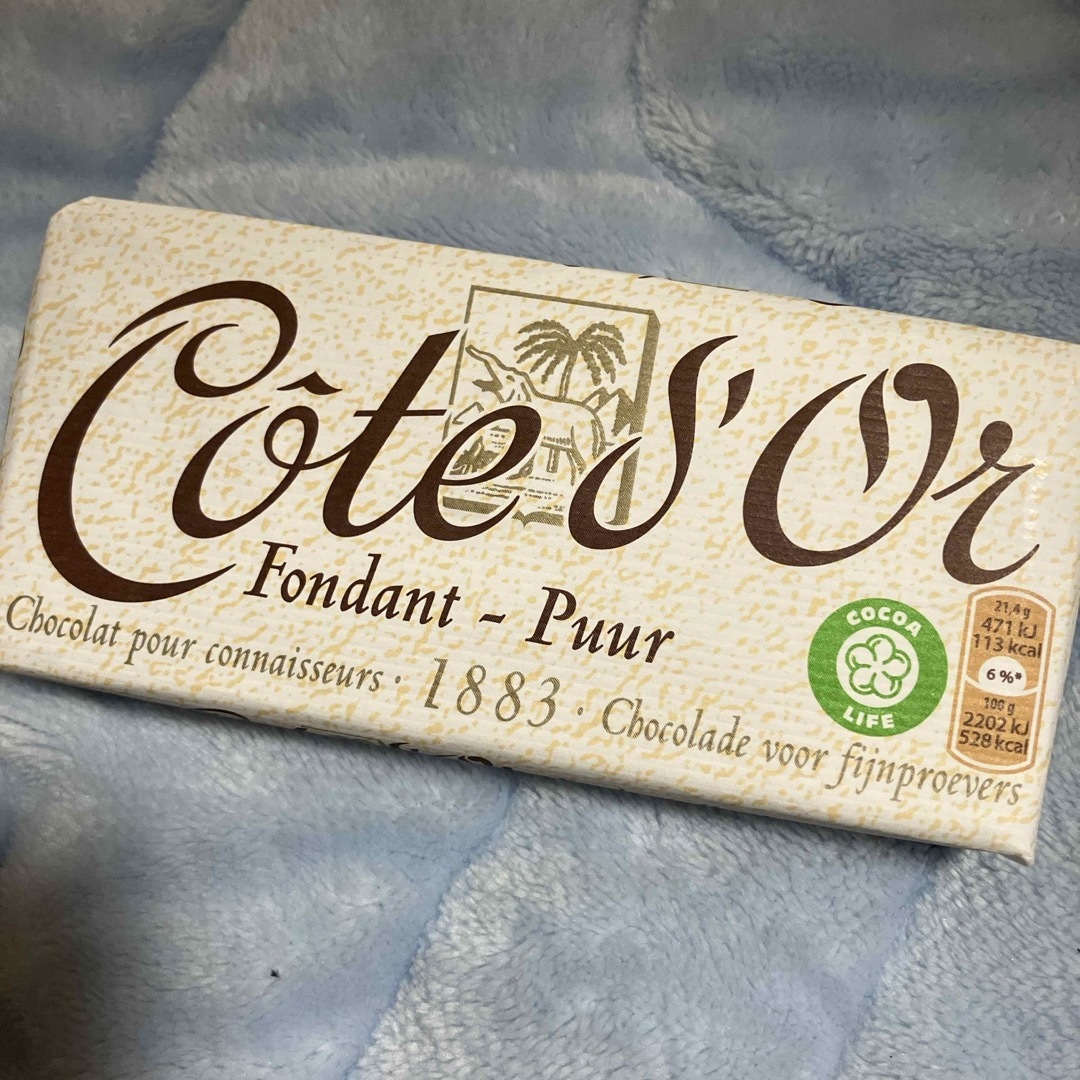 Côte d'Or
Fondant - Puur
Chocolat pour connaisseurs · 1883 · Chocolade voor fijnproevers
COCOA
LIFE
21,4 g
471 kJ
113 kcal
6 %*
100 g
2202 kJ
528 kcal